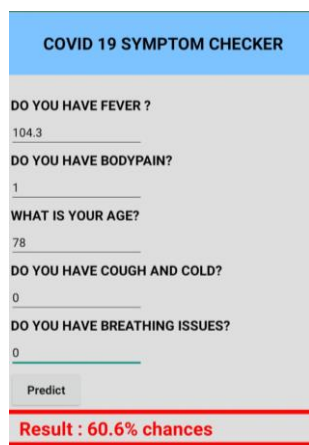 COVID 19 SYMPTOM CHECKER
DO YOU HAVE FEVER ?
104.3
DO YOU HAVE BODYPAIN?
1
WHAT IS YOUR AGE?
78
DO YOU HAVE COUGH AND COLD?
0
DO YOU HAVE BREATHING ISSUES?
0
Predict
Result : 60.6% chances